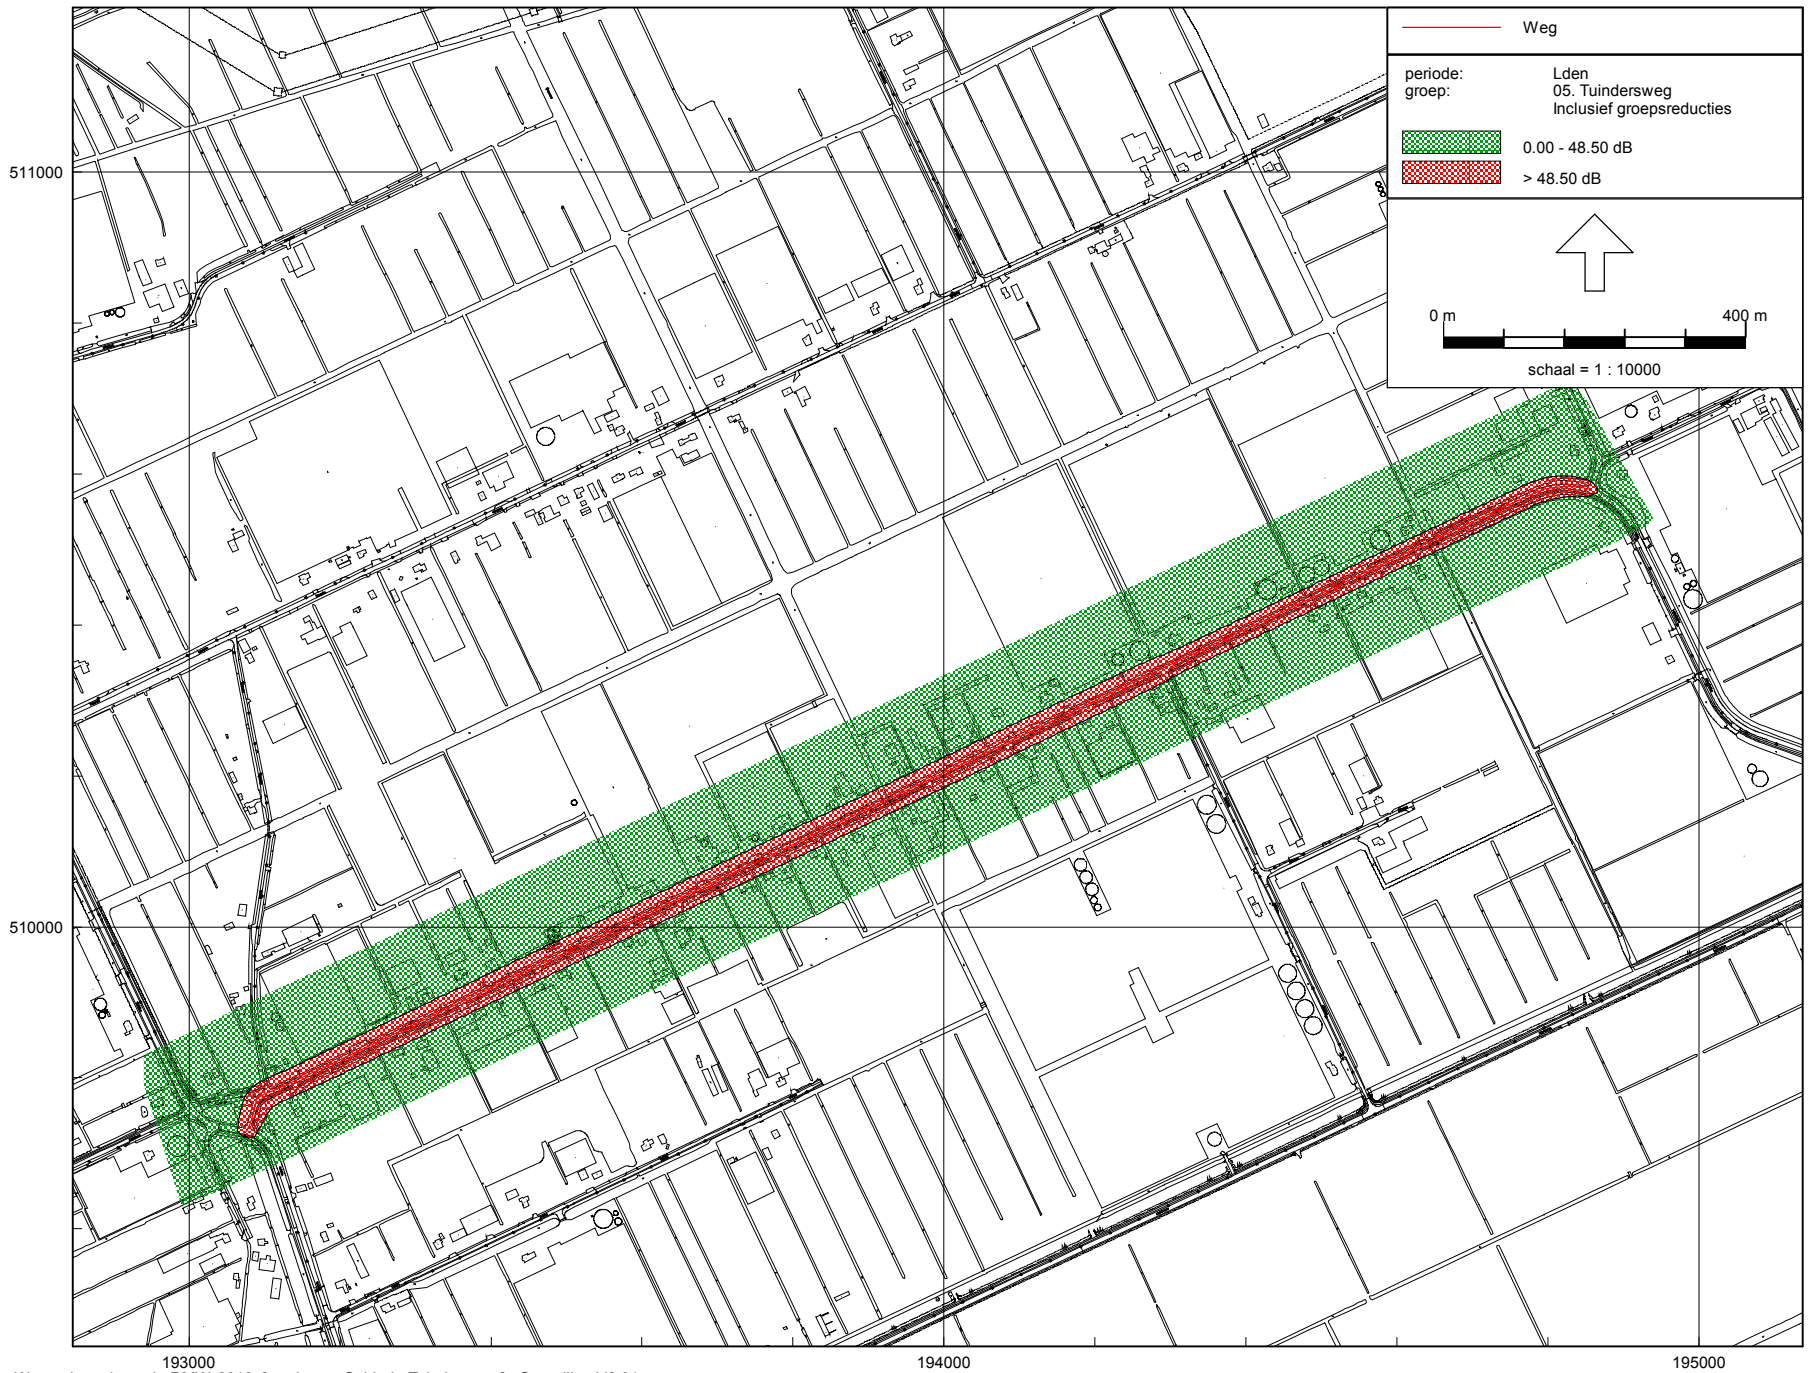 Weg
periode: Lden
groep: 05. Tuindersweg
Inclusief groepsreducties
0.00 - 48.50 dB
> 48.50 dB
0 m 400 m
schaal = 1 : 10000
511000
510000
193000 194000 195000